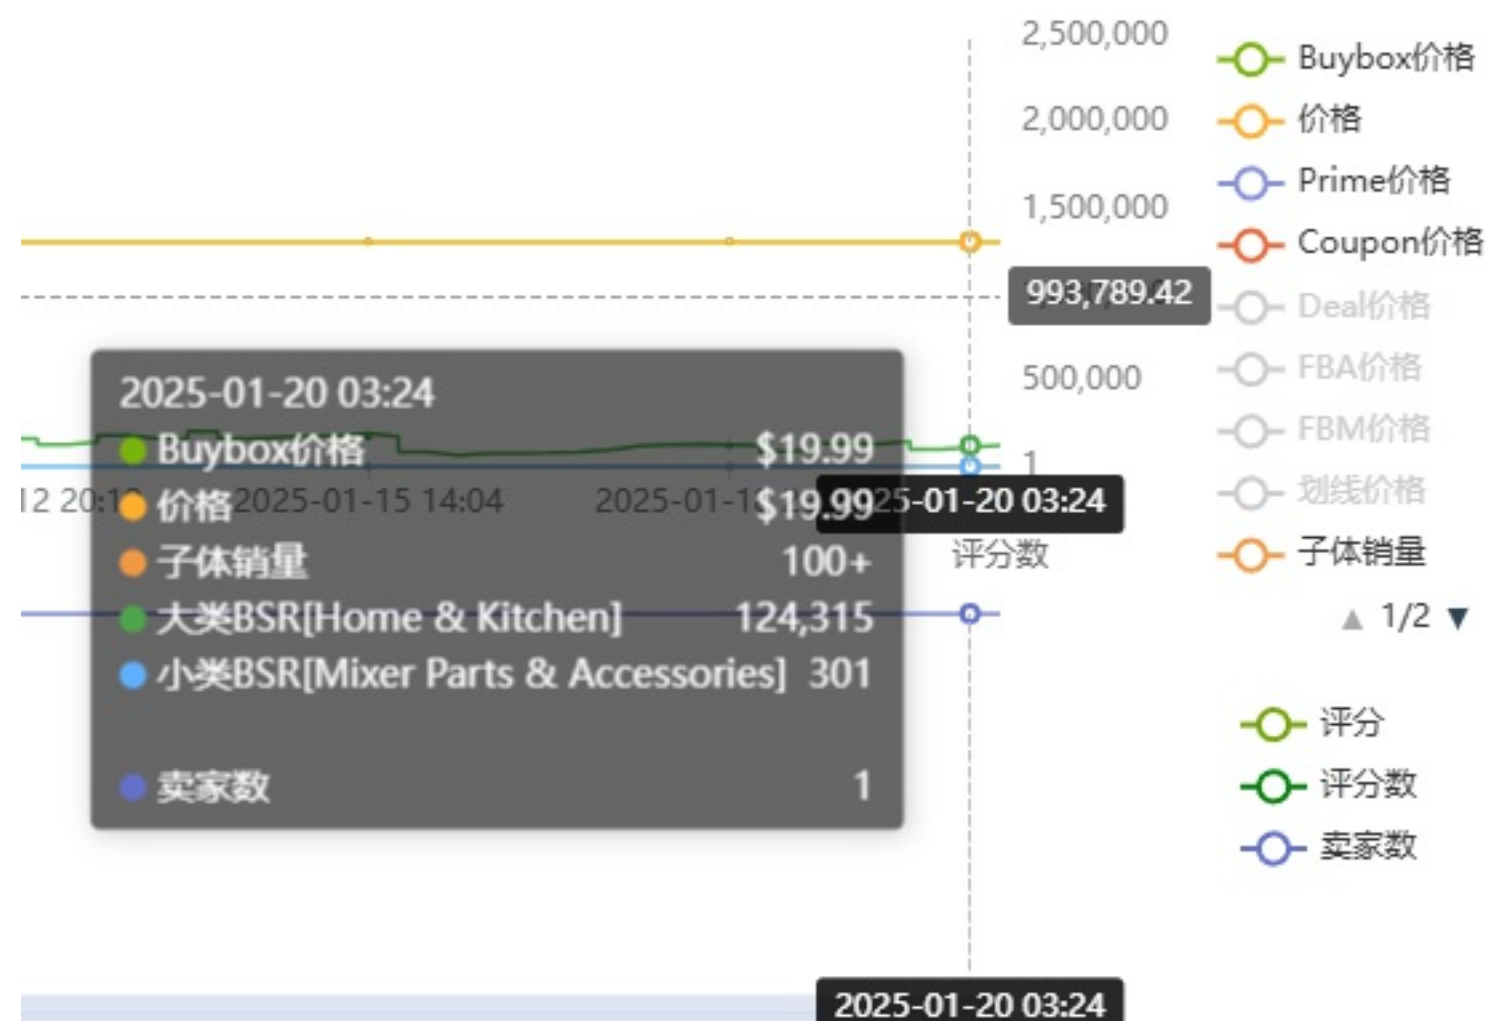 2,500,000
2,000,000
1,500,000
993,789.42
500,000
1
Buybox价格
价格
Prime价格
Coupon价格
Deal价格
FBA价格
FBM价格
划线价格
子体销量
▲ 1/2 ▼
2025-01-20 03:24
Buybox价格 $19.99
价格 $19.99
子体销量 100+
大类BSR[Home & Kitchen] 124,315
小类BSR[Mixer Parts & Accessories] 301
卖家数 1
12 20:1
2025-01-15 14:04
2025-01-1
25-01-20 03:24
评分数
评分
评分数
卖家数
2025-01-20 03:24